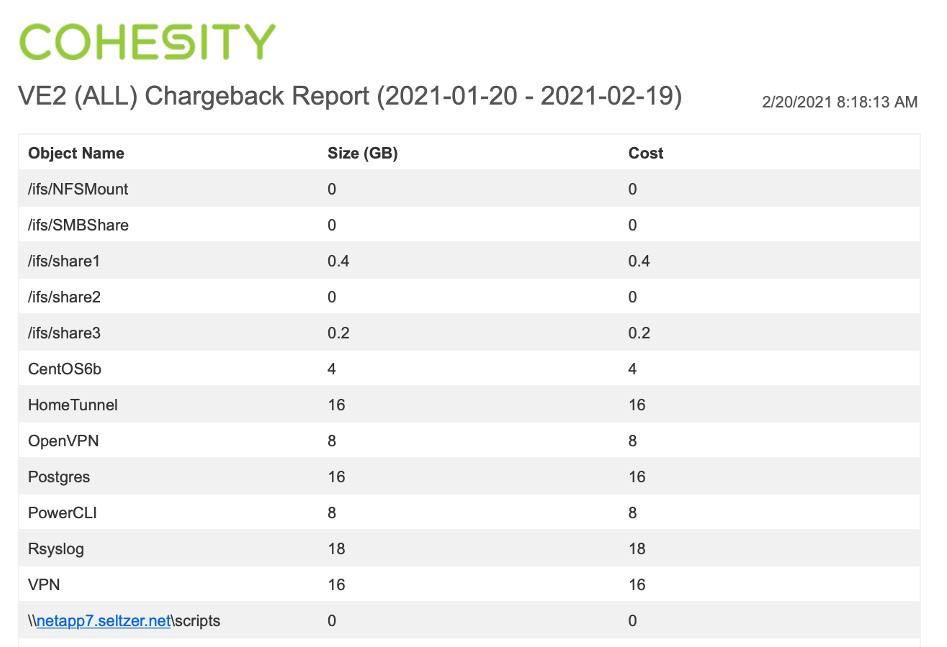 COHESITY
VE2 (ALL) Chargeback Report (2021-01-20 - 2021-02-19) 2/20/2021 8:18:13 AM
Object Name Size (GB) Cost
/ifs/NFSMount 0 0
/ifs/SMBShare 0 0
/ifs/share1 0.4 0.4
/ifs/share2 0 0
/ifs/share3 0.2 0.2
CentOS6b 4 4
HomeTunnel 16 16
OpenVPN 8 8
Postgres 16 16
PowerCLI 8 8
Rsyslog 18 18
VPN 16 16
\\netapp7.seltzer.net\scripts 0 0